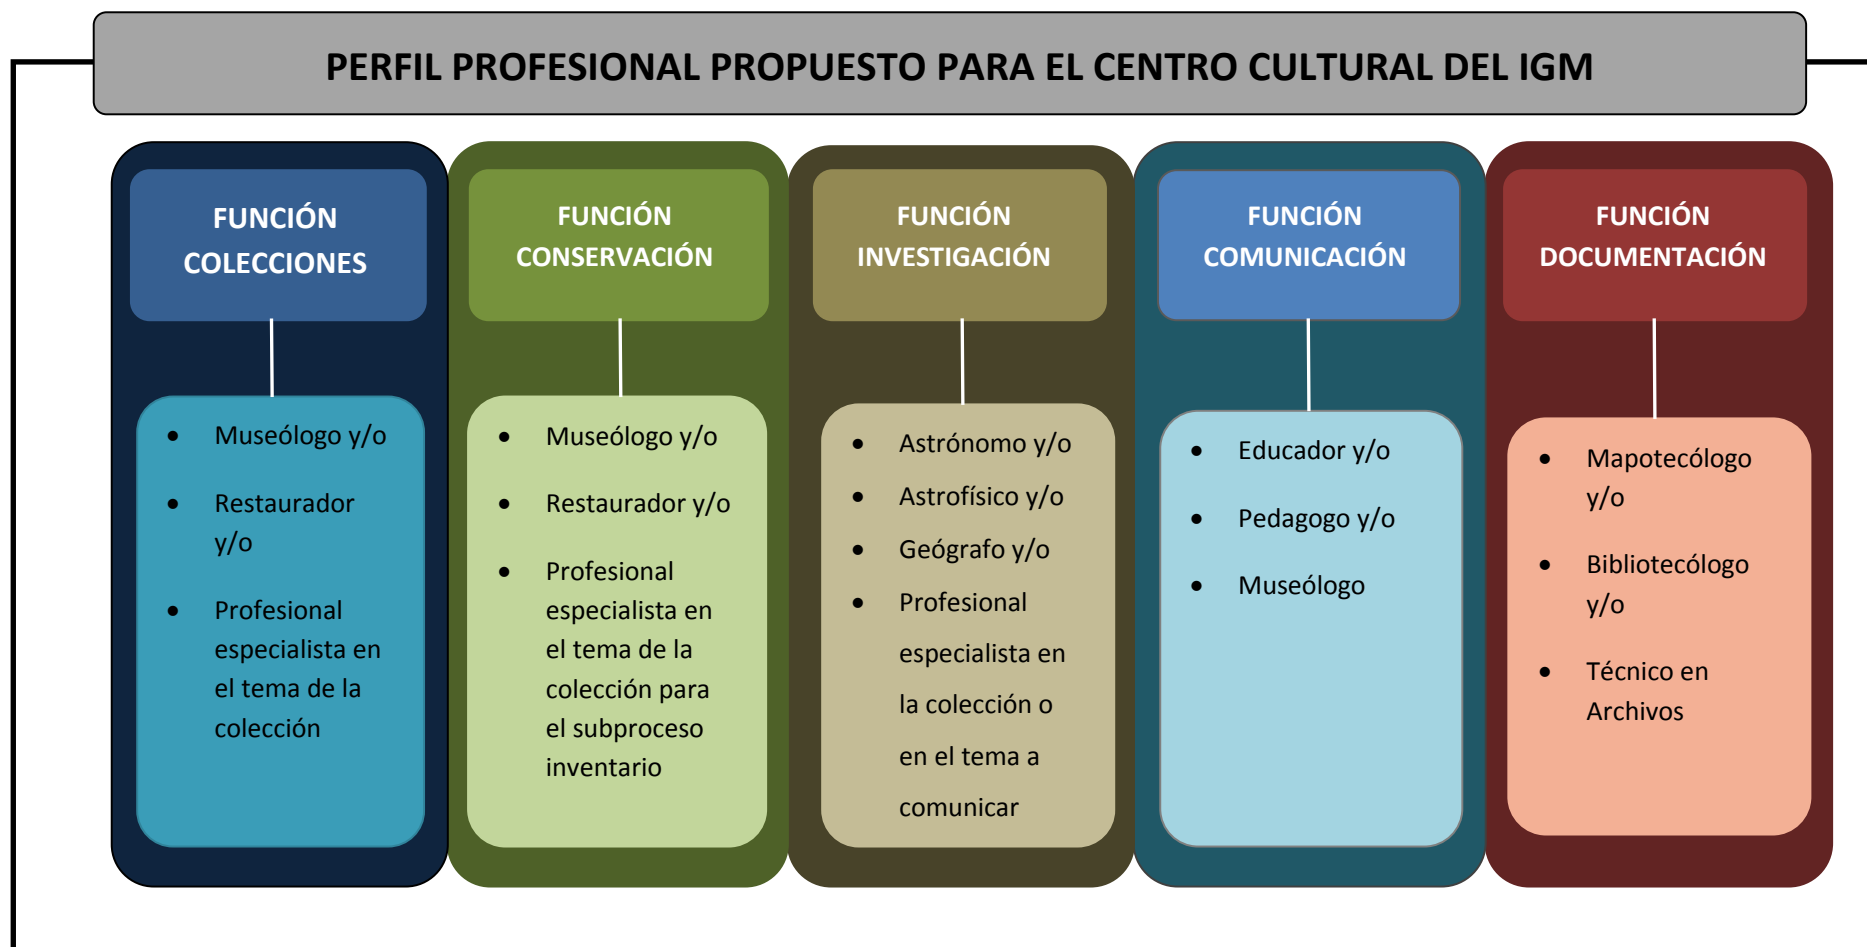 PERFIL PROFESIONAL PROPUESTO PARA EL CENTRO CULTURAL DEL IGM
FUNCIÓN
COLECCIONES
• Museólogo y/o
• Restaurador
y/o
• Profesional
especialista en
el tema de la
colección
FUNCIÓN
CONSERVACIÓN
• Museólogo y/o
• Restaurador y/o
• Profesional
especialista en
el tema de la
colección para
el subproceso
inventario
FUNCIÓN
INVESTIGACIÓN
• Astrónomo y/o
• Astrofísico y/o
• Geógrafo y/o
• Profesional
especialista en
la colección o
en el tema a
comunicar
FUNCIÓN
COMUNICACIÓN
• Educador y/o
• Pedagogo y/o
• Museólogo
FUNCIÓN
DOCUMENTACIÓN
• Mapotecólogo
y/o
• Bibliotecólogo
y/o
• Técnico en
Archivos